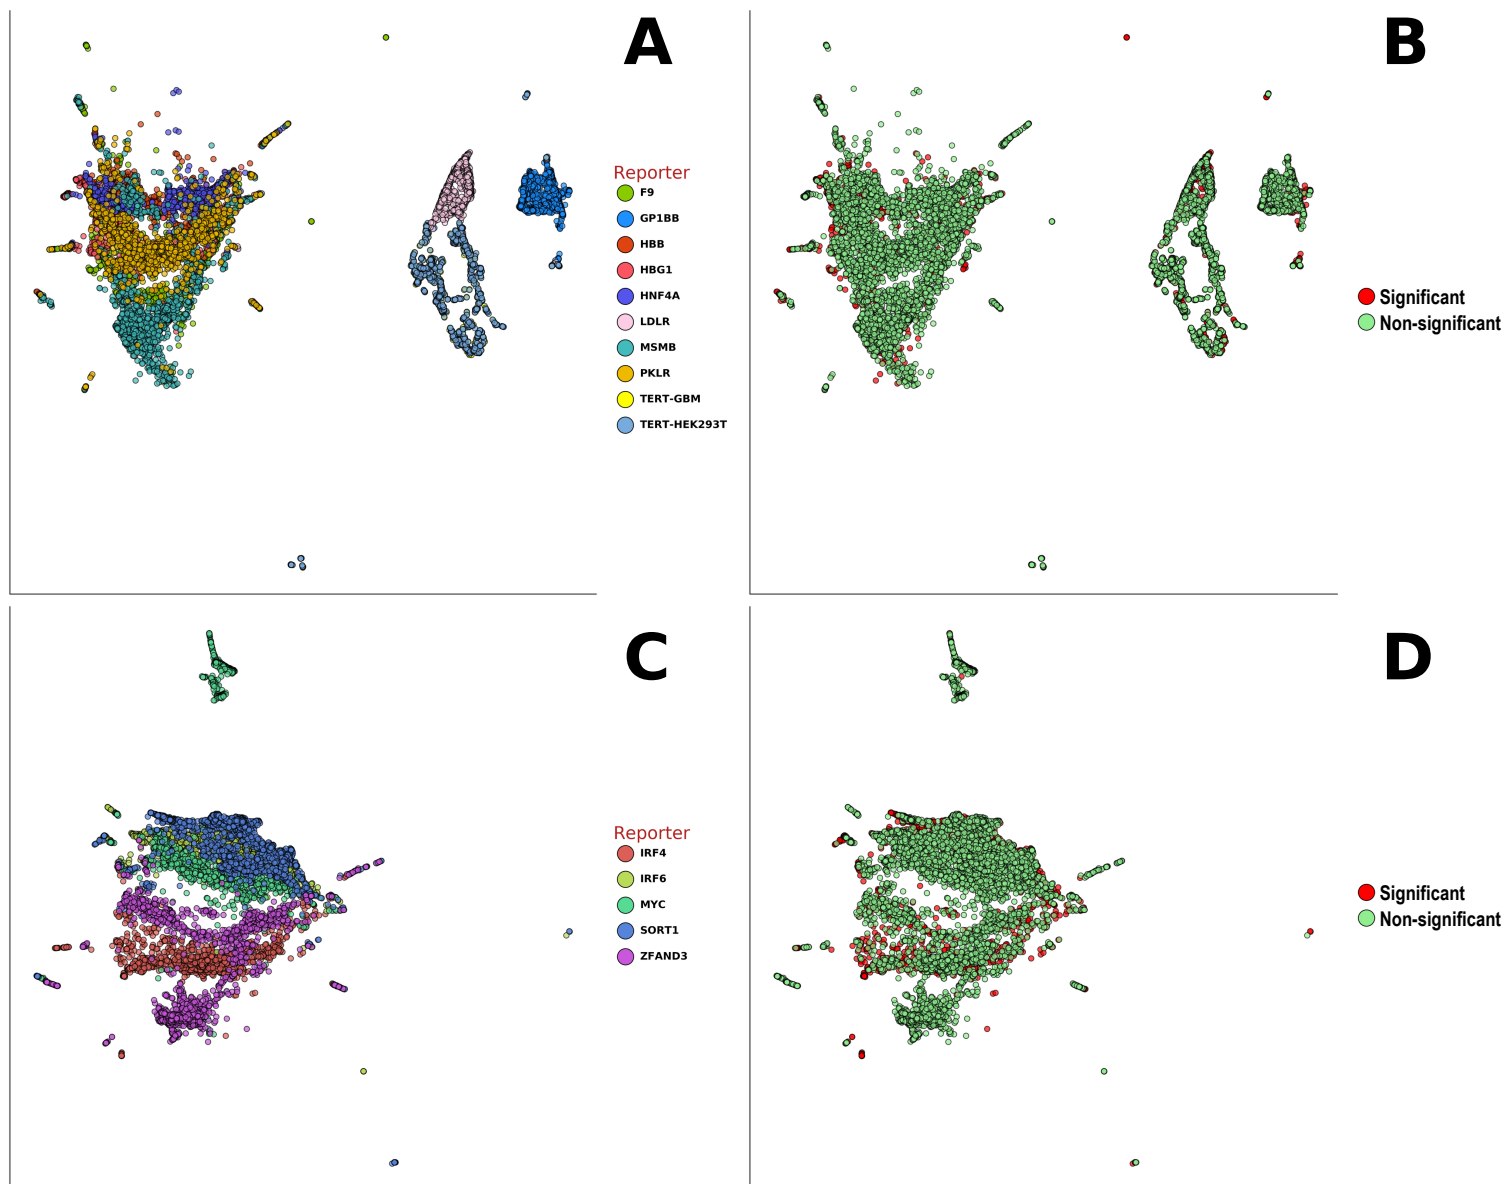 A
B
Reporter
F9
GP1BB
HBB
HBG1
HNF4A
LDLR
MSMB
PKLR
TERT-GBM
TERT-HEK293T
Significant
Non-significant
C
D
Reporter
IRF4
IRF6
MYC
SORT1
ZFAND3
Significant
Non-significant